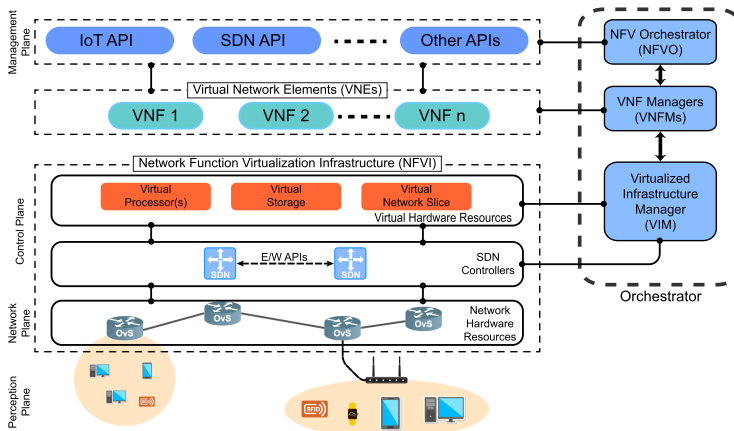 Management
Plane
IoT API
SDN API
Other APIs
NFV Orchestrator
(NFVO)
Virtual Network Elements (VNEs)
VNF 1
VNF 2
VNF n
VNF Managers
(VNFMs)
Network Function Virtualization Infrastructure (NFVI)
Control Plane
Virtual
Processor(s)
Virtual
Storage
Virtual
Network Slice
Virtual Hardware Resources
Virtualized
Infrastructure
Manager
(VIM)
SDN
E/W APIs
SDN
SDN
Controllers
Orchestrator
Network
Plane
OvS
OvS
OvS
OvS
Network
Hardware
Resources
Perception
Plane
RFID
RFID